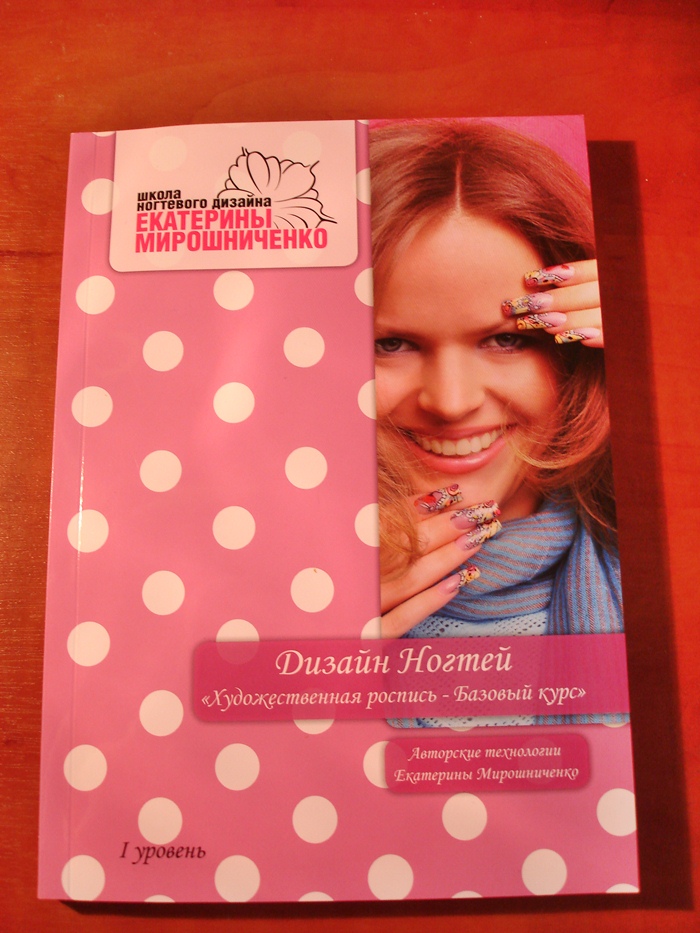 школа
ногтевого дизайна
ЕКАТЕРИНЫ
МИРОШНИЧЕНКО
Дизайн Ногтей
«Художественная роспись - Базовый курс»
Авторские технологии
Екатерины Мирошниченко
I уровень